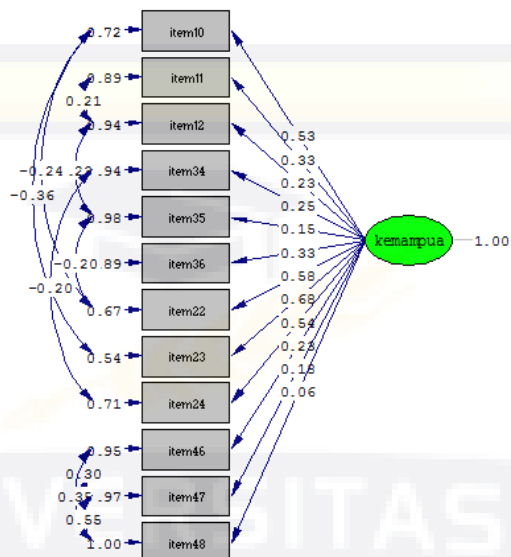 0.72 item10
0.89 item11
0.21
0.94 item12
0.53
0.33
0.23
-0.24 .23 .94 item34
0.25
-0.36
0.98 item35
0.15
kemampua 1.00
-0.20 0.89 item36
0.33
0.58
-0.20
0.67 item22
0.68
0.54
0.54 item23
0.23
0.18
0.06
0.71 item24
0.95 item46
0.30
0.35 .97 item47
0.55
1.00 item48
VERSITAS